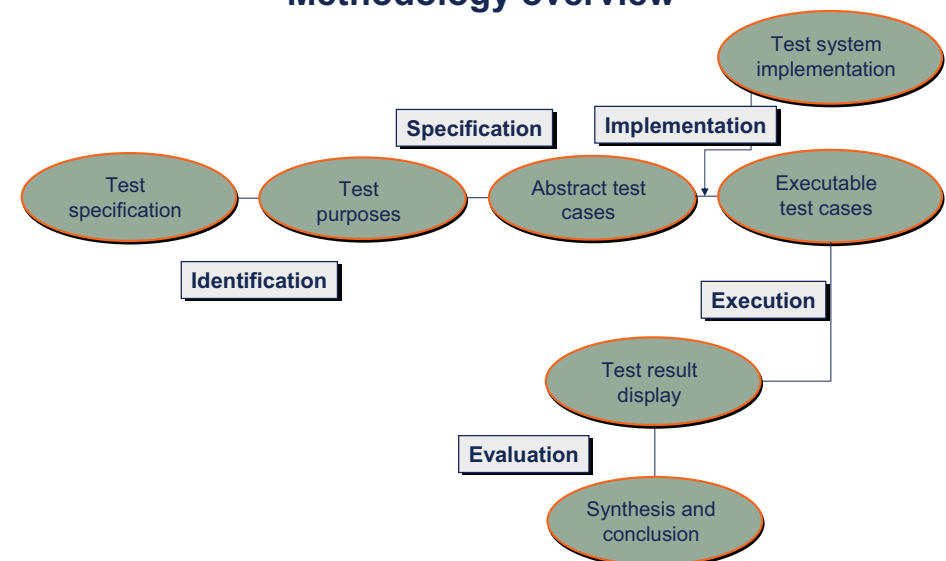 Methodology overview
Test system
implementation
Specification
Implementation
Test
specification
Test
purposes
Abstract test
cases
Executable
test cases
Identification
Execution
Test result
display
Evaluation
Synthesis and
conclusion